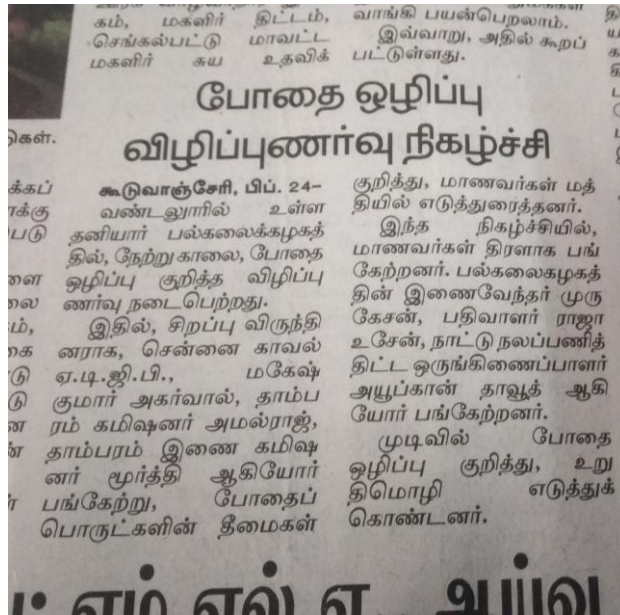 கம், மகளிர் திட்டம்,
செங்கல்பட்டு மாவட்ட
மகளிர் சுய உதவிக்
வாங்கி பயன்பெறலாம்.
இவ்வாறு, அதில் கூறப்
பட்டுள்ளது.
போதை ஒழிப்பு
விழிப்புணர்வு நிகழ்ச்சி
கூடுவாஞ்சேரி, பிப். 24–
வண்டலூரில் உள்ள
தனியார் பல்கலைக்கழகத்
தில், நேற்று காலை, போதை
ஒழிப்பு குறித்த விழிப்பு
ணர்வு நடைபெற்றது.
இதில், சிறப்பு விருந்தி
னராக, சென்னை காவல்
ஏ.டி.ஜி.பி., மகேஷ்
குமார் அகர்வால், தாம்ப
ரம் கமிஷனர் அமல்ராஜ்,
தாம்பரம் இணை கமிஷ
னர் மூர்த்தி ஆகியோர்
பங்கேற்று, போதைப்
பொருட்களின் தீமைகள்
குறித்து, மாணவர்கள் மத்
தியில் எடுத்துரைத்தனர்.
இந்த நிகழ்ச்சியில்,
மாணவர்கள் திரளாக பங்
கேற்றனர். பல்கலைகழகத்
தின் இணைவேந்தர் முரு
கேசன், பதிவாளர் ராஜா
உசேன், நாட்டு நலப்பணித்
திட்ட ஒருங்கிணைப்பாளர்
அயூப்கான் தாவூத் ஆகி
யோர் பங்கேற்றனர்.
முடிவில் போதை
ஒழிப்பு குறித்து, உறு
திமொழி எடுத்துக்
கொண்டனர்.
எம்.எல்.ஏ., ஆய்வு